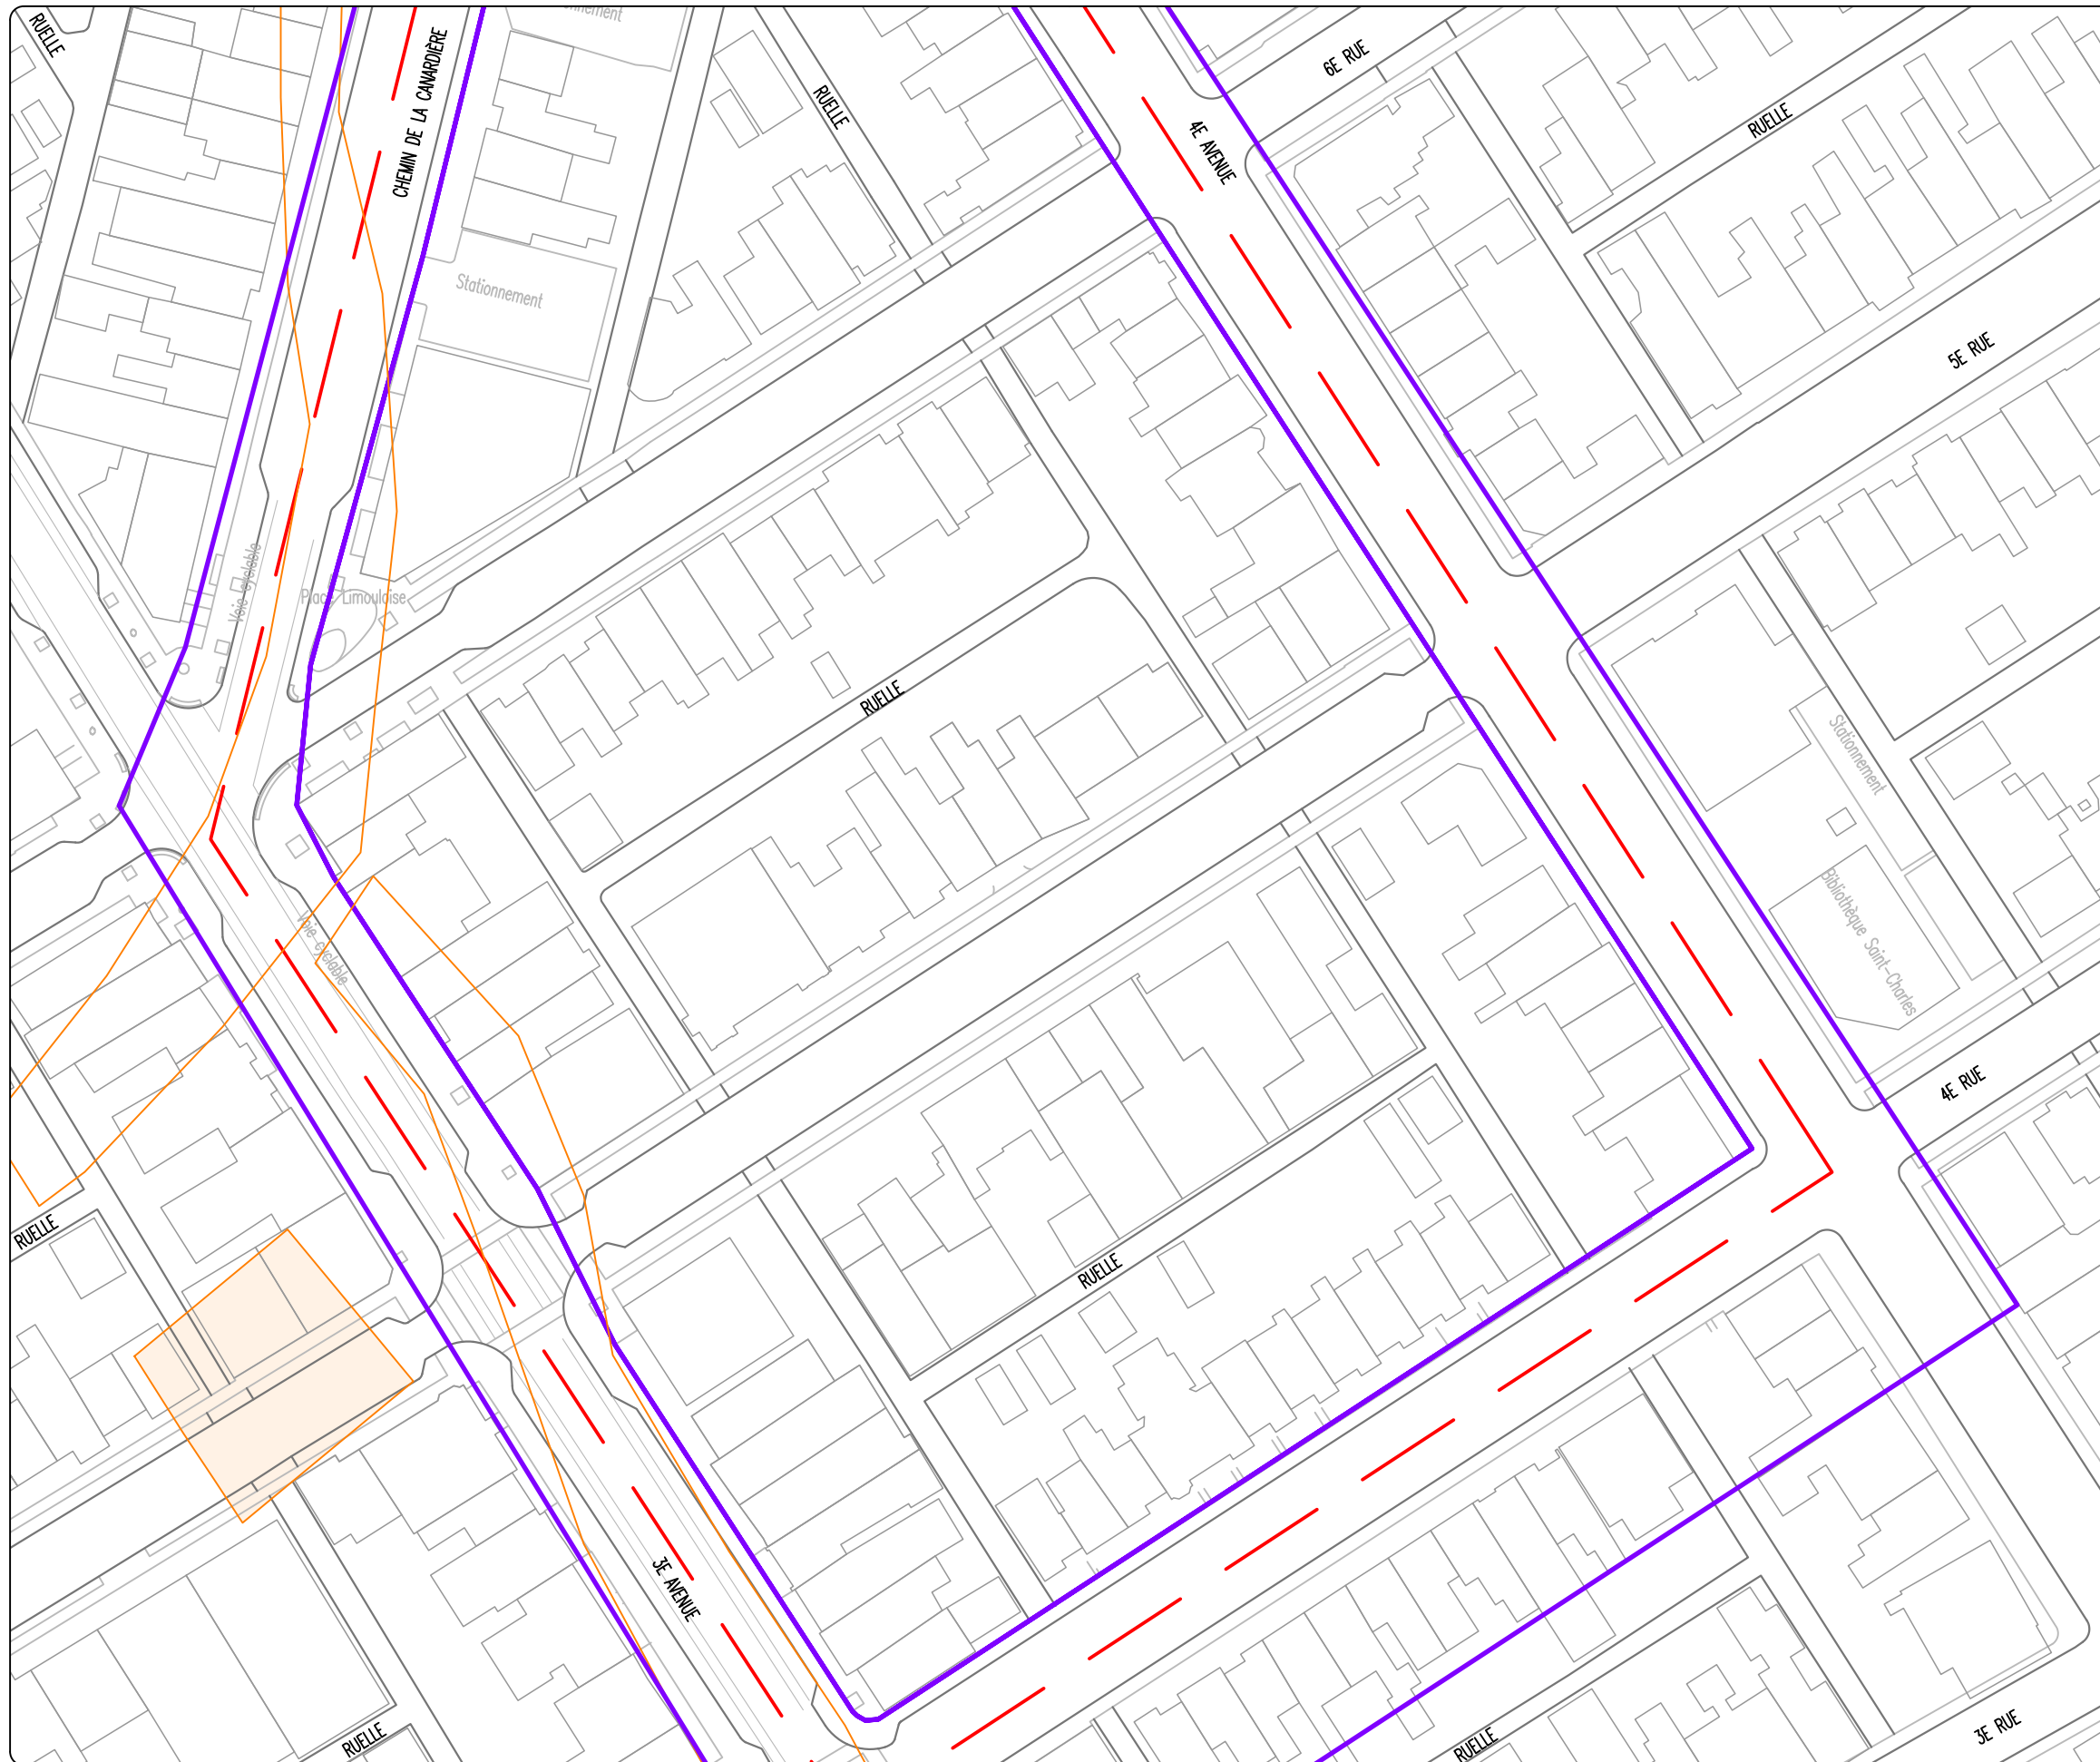 RUELLE
CHEMIN DE LA CANARDIÈRE
RUELLE
6E RUE
4E AVENUE
RUELLE
Stationnement
5E RUE
Voie cyclable
Place Limouloise
RUELLE
Stationnement
Bibliothèque Saint-Charles
Voie cyclable
4E RUE
RUELLE
RUELLE
3E AVENUE
RUELLE
RUELLE
3E RUE